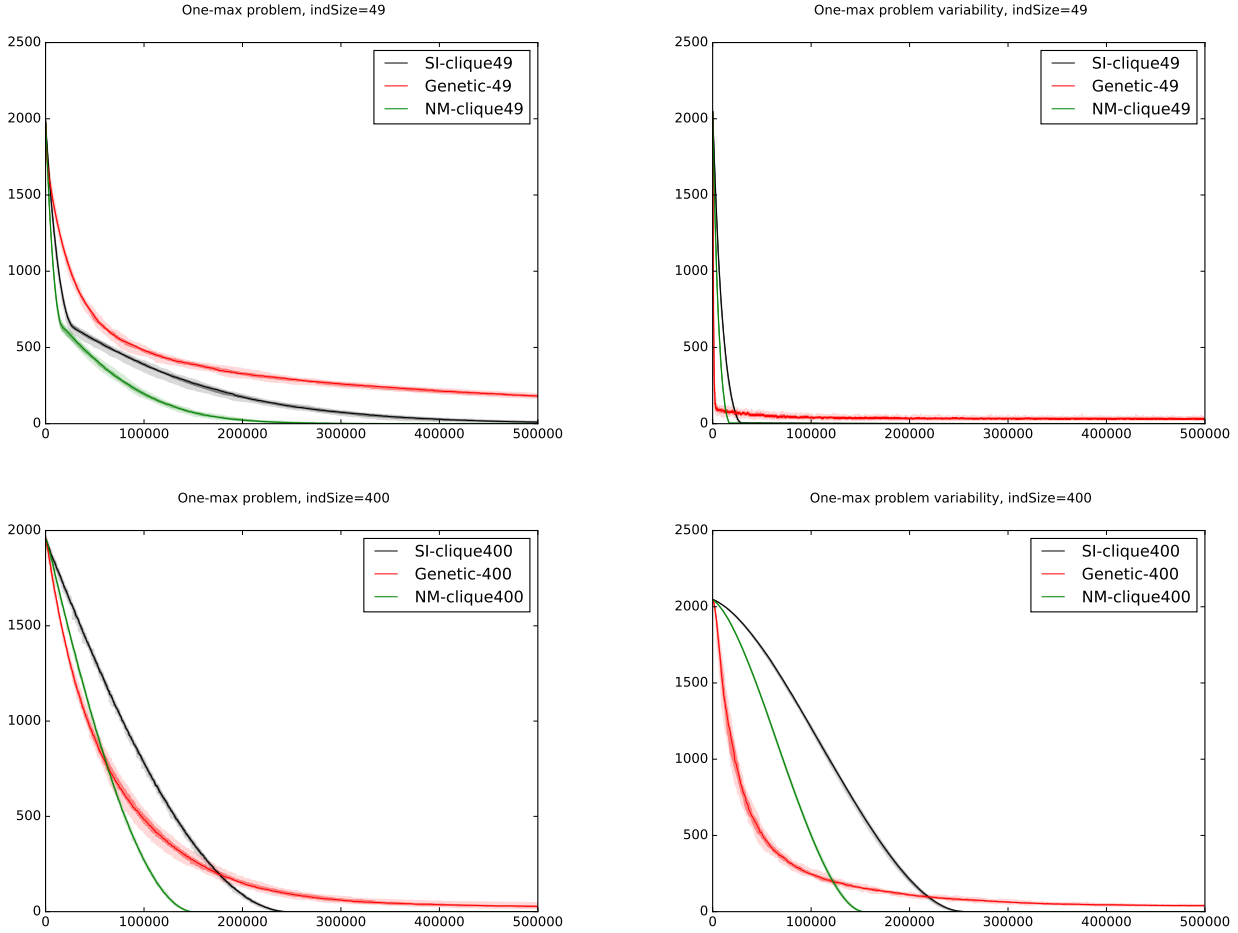 One-max problem, indSize=49
2500
2000
1500
1000
500
0
0 100000 200000 300000 400000 500000
SI-clique49
Genetic-49
NM-clique49
One-max problem variability, indSize=49
2500
2000
1500
1000
500
0
0 100000 200000 300000 400000 500000
SI-clique49
Genetic-49
NM-clique49
One-max problem, indSize=400
2000
1500
1000
500
0
0 100000 200000 300000 400000 500000
SI-clique400
Genetic-400
NM-clique400
One-max problem variability, indSize=400
2500
2000
1500
1000
500
0
0 100000 200000 300000 400000 500000
SI-clique400
Genetic-400
NM-clique400